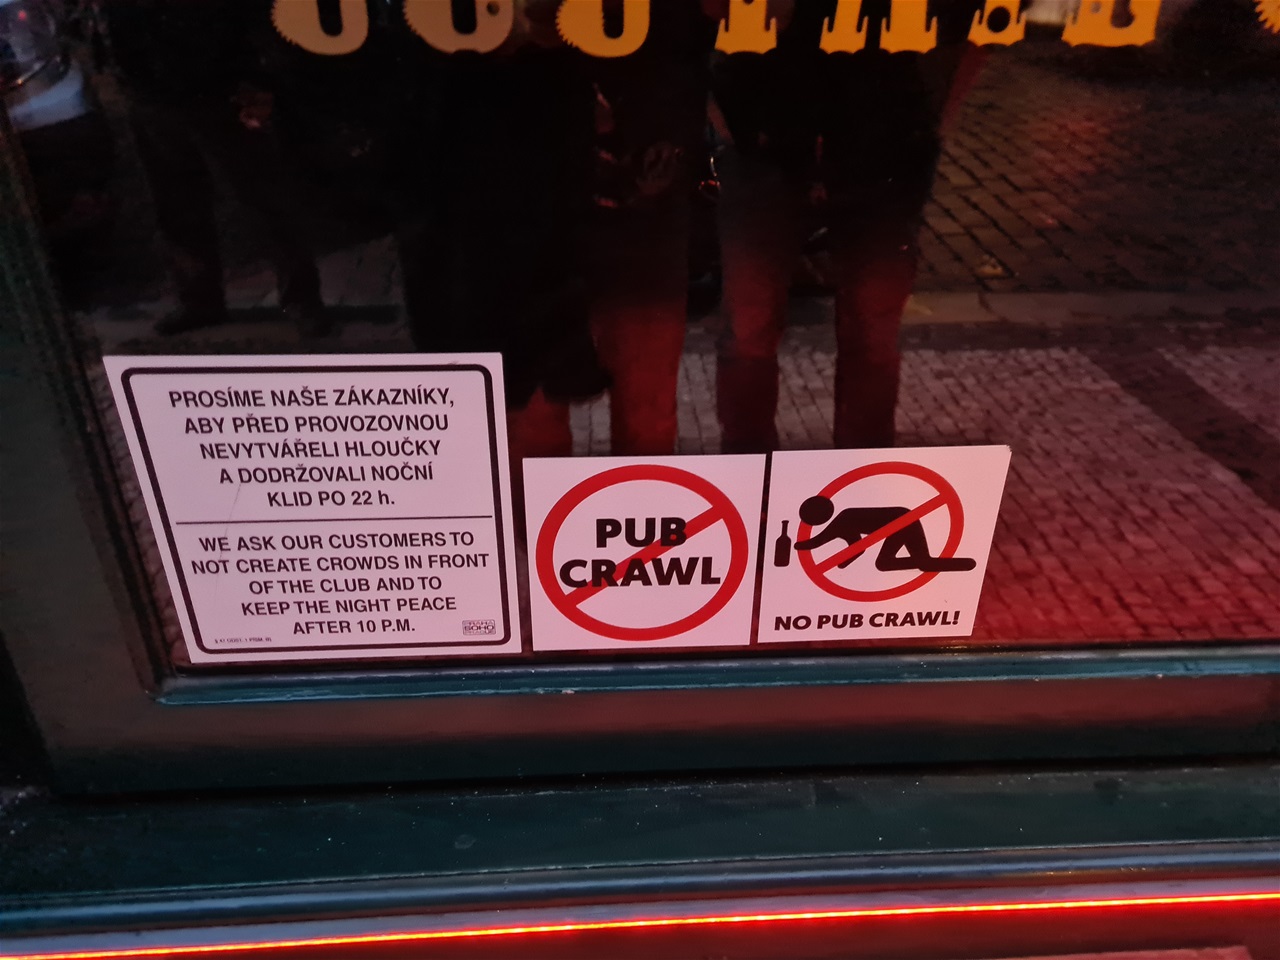 PROSÍME NAŠE ZÁKAZNÍKY,
ABY PŘED PROVOZOVNOU
NEVYTVÁŘELI HLOUČKY
A DODRŽOVALI NOČNÍ
KLID PO 22 h.
WE ASK OUR CUSTOMERS TO
NOT CREATE CROWDS IN FRONT
OF THE CLUB AND TO
KEEP THE NIGHT PEACE
AFTER 10 P.M.
PUB
CRAWL
NO PUB CRAWL!